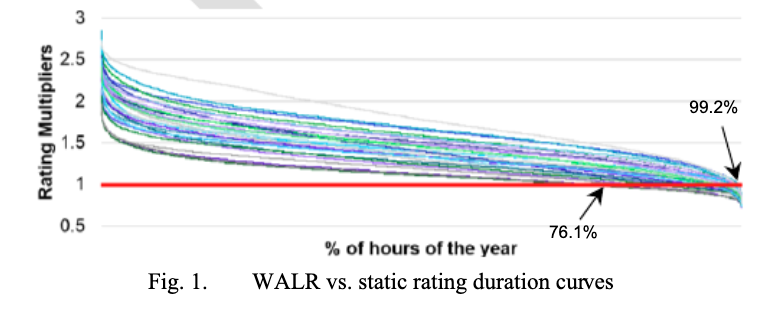 3
2.5
2
1.5
1
0.5
Rating Multipliers
99.2%
76.1%
% of hours of the year
Fig. 1. WALR vs. static rating duration curves